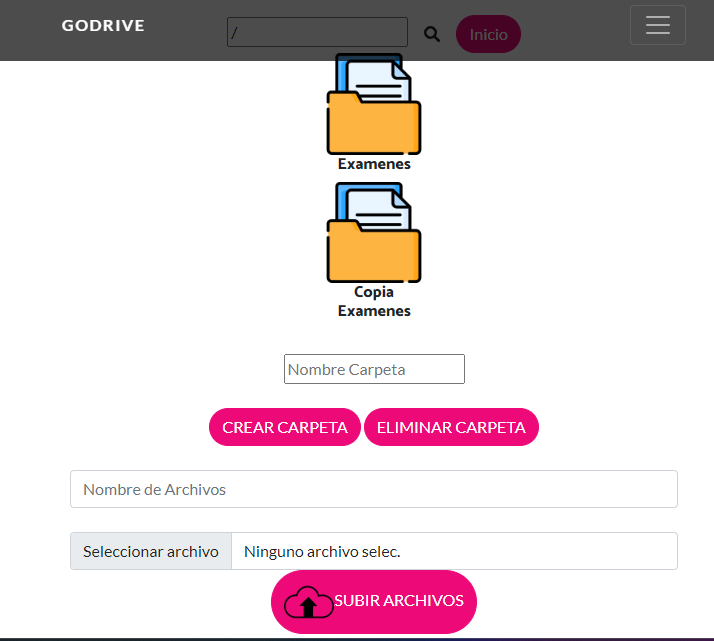 GODRIVE
/
Inicio
Examenes
Copia
Examenes
Nombre Carpeta
CREAR CARPETA
ELIMINAR CARPETA
Nombre de Archivos
Seleccionar archivo
Ninguno archivo selec.
SUBIR ARCHIVOS